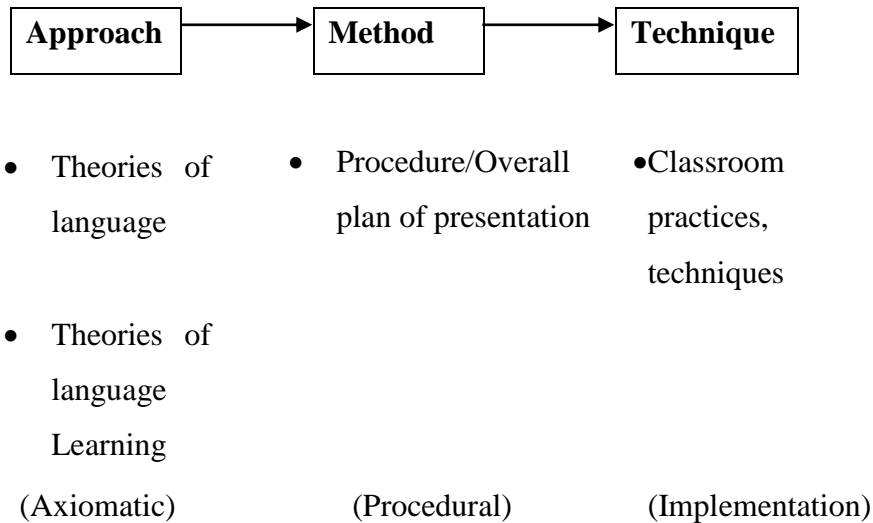 Approach Method Technique
• Theories of language
• Procedure/Overall plan of presentation
•Classroom practices, techniques
• Theories of language Learning
(Axiomatic) (Procedural) (Implementation)